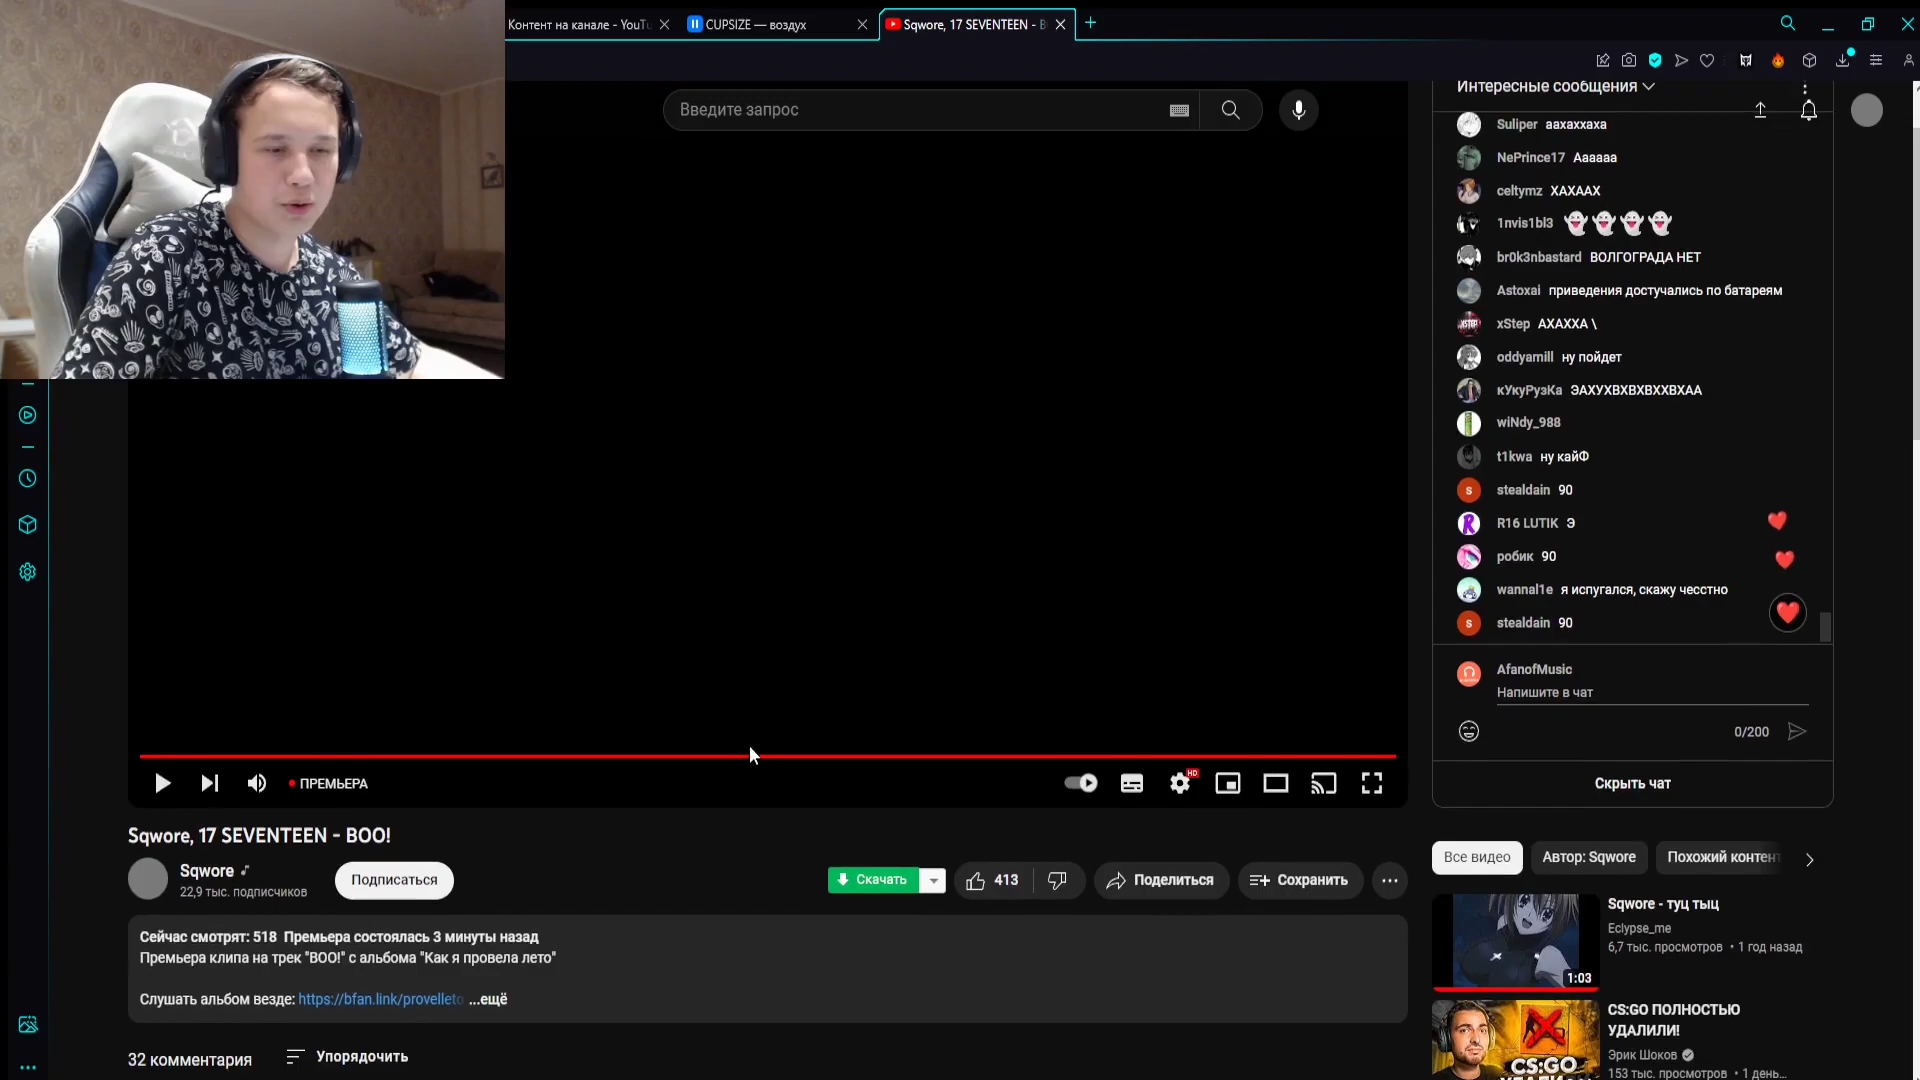 Контент на канале - YouTu
CUPSIZE — воздух
Sqwore, 17 SEVENTEEN - B
Введите запрос
Интересные сообщения
Suliper аахаххаха
NePrince17 Аааааа
celtymz ХАХААХ
1nvis1bl3 👻👻👻👻
br0k3nbastard ВОЛГОГРАДА НЕТ
Astoxai приведения достучались по батареям
xStep АХАХХА \
oddyamill ну пойдет
кУкуРузКа ЭАХУХВХВХВХХВХАА
wiNdy_988
t1kwa ну кайФ
stealdain 90
R16 LUTIK Э
робик 90
wannal1e я испугался, скажу чесстно
stealdain 90
AfanofMusic
Напишите в чат
0/200
Скрыть чат
ПРЕМЬЕРА
HD
Sqwore, 17 SEVENTEEN - BOO!
Sqwore
22,9 тыс. подписчиков
Подписаться
Скачать
413
Поделиться
Сохранить
Сейчас смотрят: 518 Премьера состоялась 3 минуты назад
Премьера клипа на трек "BOO!" с альбома "Как я провела лето"
Слушать альбом везде: https://bfan.link/provelleto ...ещё
32 комментария
Упорядочить
Все видео
Автор: Sqwore
Похожий контент
Sqwore - туц тыц
Eclypse_me
6,7 тыс. просмотров • 1 год назад
1:03
CS:GO ПОЛНОСТЬЮ
УДАЛИЛИ!
Эрик Шоков
153 тыс. просмотров • 1 день...
CS:GO